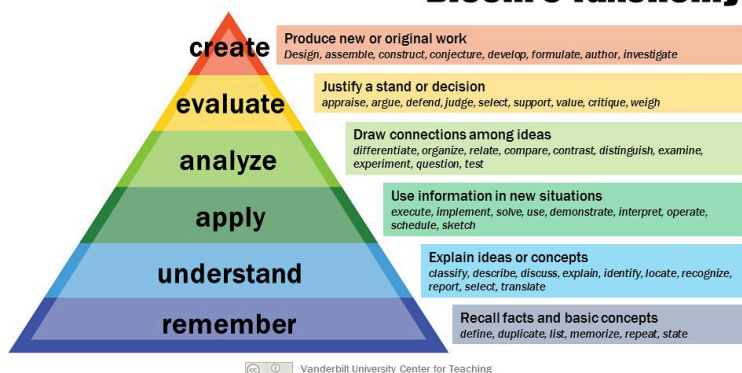 Bloom's Taxonomy
create
Produce new or original work
Design, assemble, construct, conjecture, develop, formulate, author, investigate
evaluate
Justify a stand or decision
appraise, argue, defend, judge, select, support, value, critique, weigh
analyze
Draw connections among ideas
differentiate, organize, relate, compare, contrast, distinguish, examine,
experiment, question, test
apply
Use information in new situations
execute, implement, solve, use, demonstrate, interpret, operate,
schedule, sketch
understand
Explain ideas or concepts
classify, describe, discuss, explain, identify, locate, recognize,
report, select, translate
remember
Recall facts and basic concepts
define, duplicate, list, memorize, repeat, state
cc
Vanderbilt University Center for Teaching